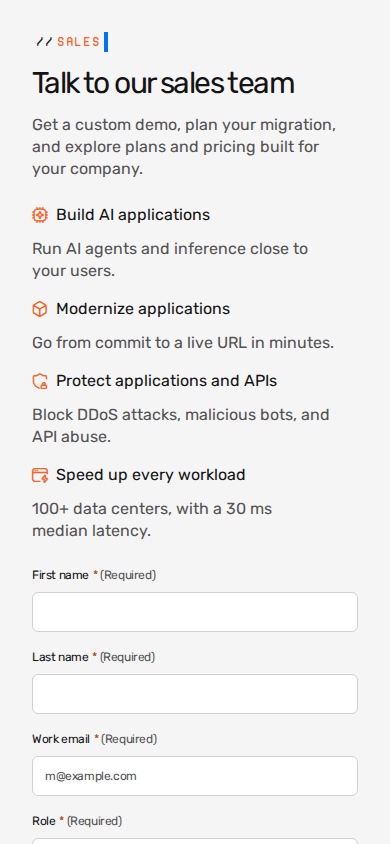 // SALES
Talk to our sales team
Get a custom demo, plan your migration,
and explore plans and pricing built for
your company.
Build AI applications
Run AI agents and inference close to
your users.
Modernize applications
Go from commit to a live URL in minutes.
Protect applications and APIs
Block DDoS attacks, malicious bots, and
API abuse.
Speed up every workload
100+ data centers, with a 30 ms
median latency.
First name * (Required)
Last name * (Required)
Work email * (Required)
m@example.com
Role * (Required)